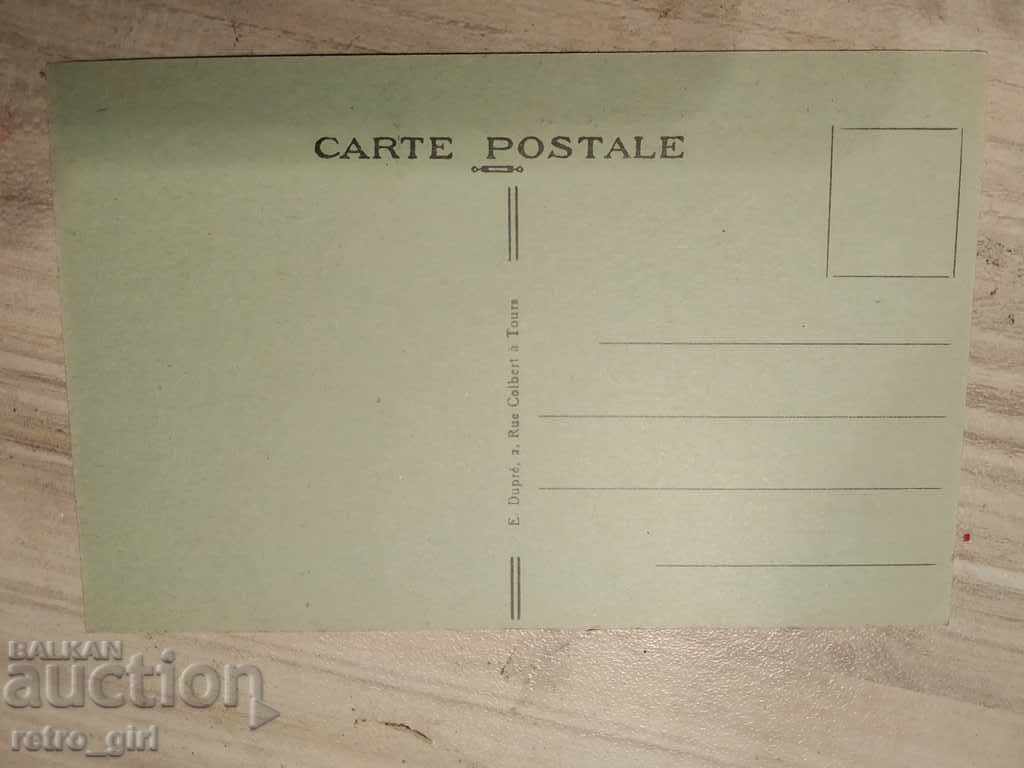 CARTE POSTALE
E. Dupré, 2, Rue Colbert à Tours
BALKAN
auction
retro_girl